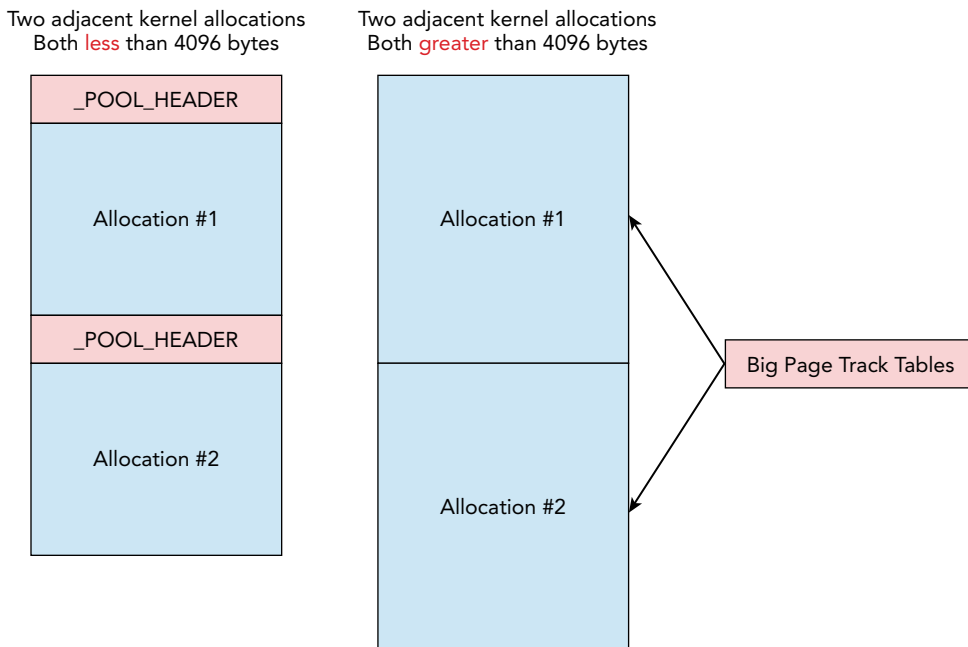 Two adjacent kernel allocations
Both less than 4096 bytes
Two adjacent kernel allocations
Both greater than 4096 bytes
_POOL_HEADER
Allocation #1
_POOL_HEADER
Allocation #2
Allocation #1
Allocation #2
Big Page Track Tables